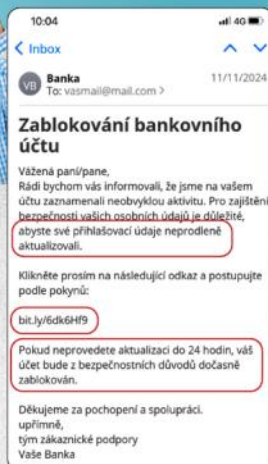 10:04
4G
Inbox
VB
Banka
11/11/2024
To: vasmail@mail.com >
Zablokování bankovního
účtu
Vážená paní/pane,
Rádi bychom vás informovali, že jsme na vašem
účtu zaznamenali neobvyklou aktivitu. Pro zajištění
bezpečnosti vašich osobních údajů je důležité,
abyste své přihlašovací údaje neprodleně
aktualizovali.
Klikněte prosím na následující odkaz a postupujte
podle pokynů:
bit.ly/6dk6Hf9
Pokud neprovedete aktualizaci do 24 hodin, váš
účet bude z bezpečnostních důvodů dočasně
zablokován.
Děkujeme za pochopení a spolupráci.
upřímně,
tým zákaznické podpory
Vaše Banka